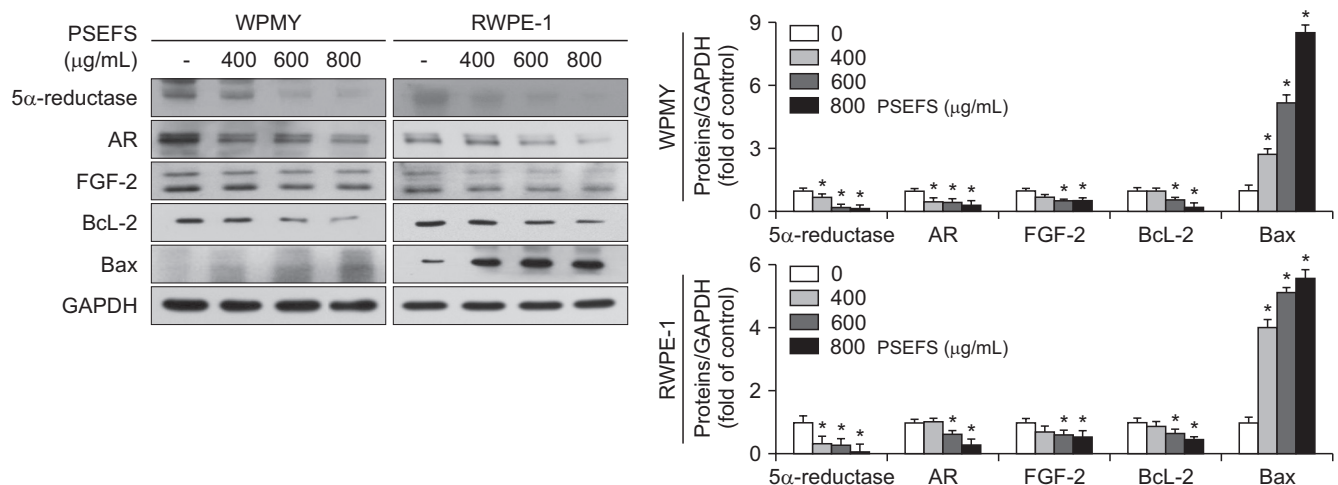 WPMY RWPE-1
PSEFS
(μg/mL) - 400 600 800 - 400 600 800
5α-reductase
AR
FGF-2
BcL-2
Bax
GAPDH
WPMY
Proteins/GAPDH
(fold of control)
9
6
3
0
0
400
600
800 PSEFS (μg/mL)
* * * * * * * * * * * * *
5α-reductase AR FGF-2 BcL-2 Bax
RWPE-1
Proteins/GAPDH
(fold of control)
6
4
2
0
0
400
600
800 PSEFS (μg/mL)
* * * * * * * * * * * *
5α-reductase AR FGF-2 BcL-2 Bax